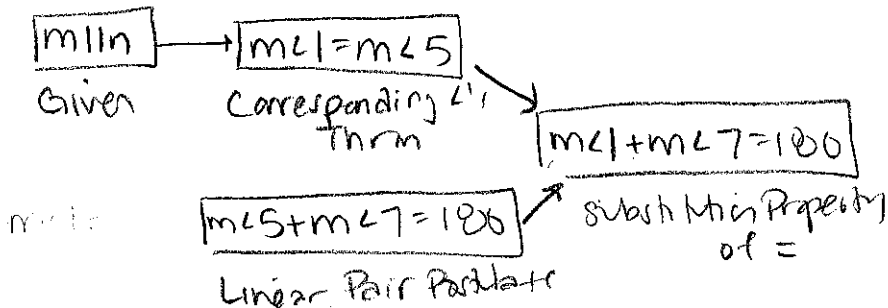 m||n
Given
m<1=m<5
Corresponding <'s
Thrm
m<1+m<7=180
substitution Property
of =
m<5+m<7=180
Linear Pair Postulate